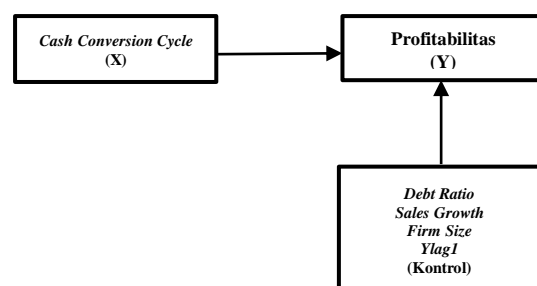 Cash Conversion Cycle
(X)
Profitabilitas
(Y)
Debt Ratio
Sales Growth
Firm Size
Ylag1
(Kontrol)